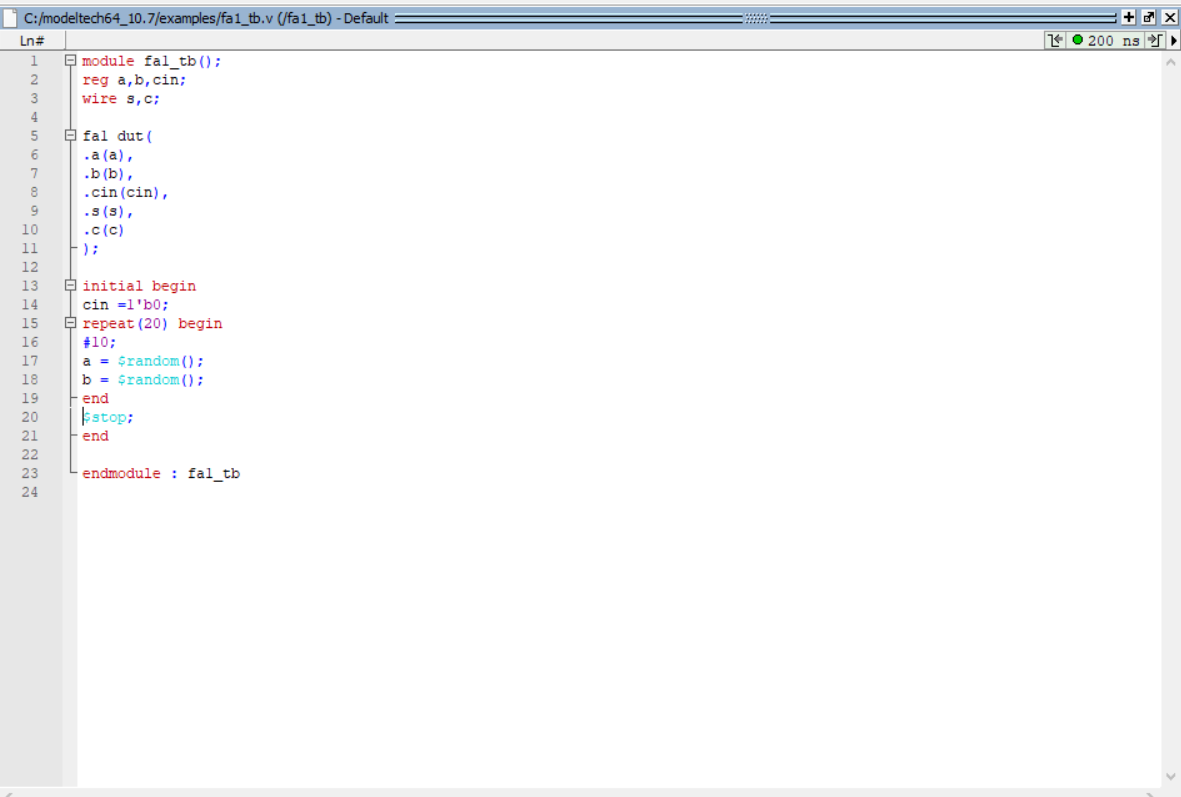 C:/modeltech64_10.7/examples/fa1_tb.v (/fa1_tb) - Default
Ln#
200 ns
1 module fa1_tb();
2 reg a,b,cin;
3 wire s,c;
4
5 fa1 dut(
6 .a(a),
7 .b(b),
8 .cin(cin),
9 .s(s),
10 .c(c)
11 );
12
13 initial begin
14 cin =1'b0;
15 repeat(20) begin
16 #10;
17 a = $random();
18 b = $random();
19 end
20 $stop;
21 end
22
23 endmodule : fa1_tb
24